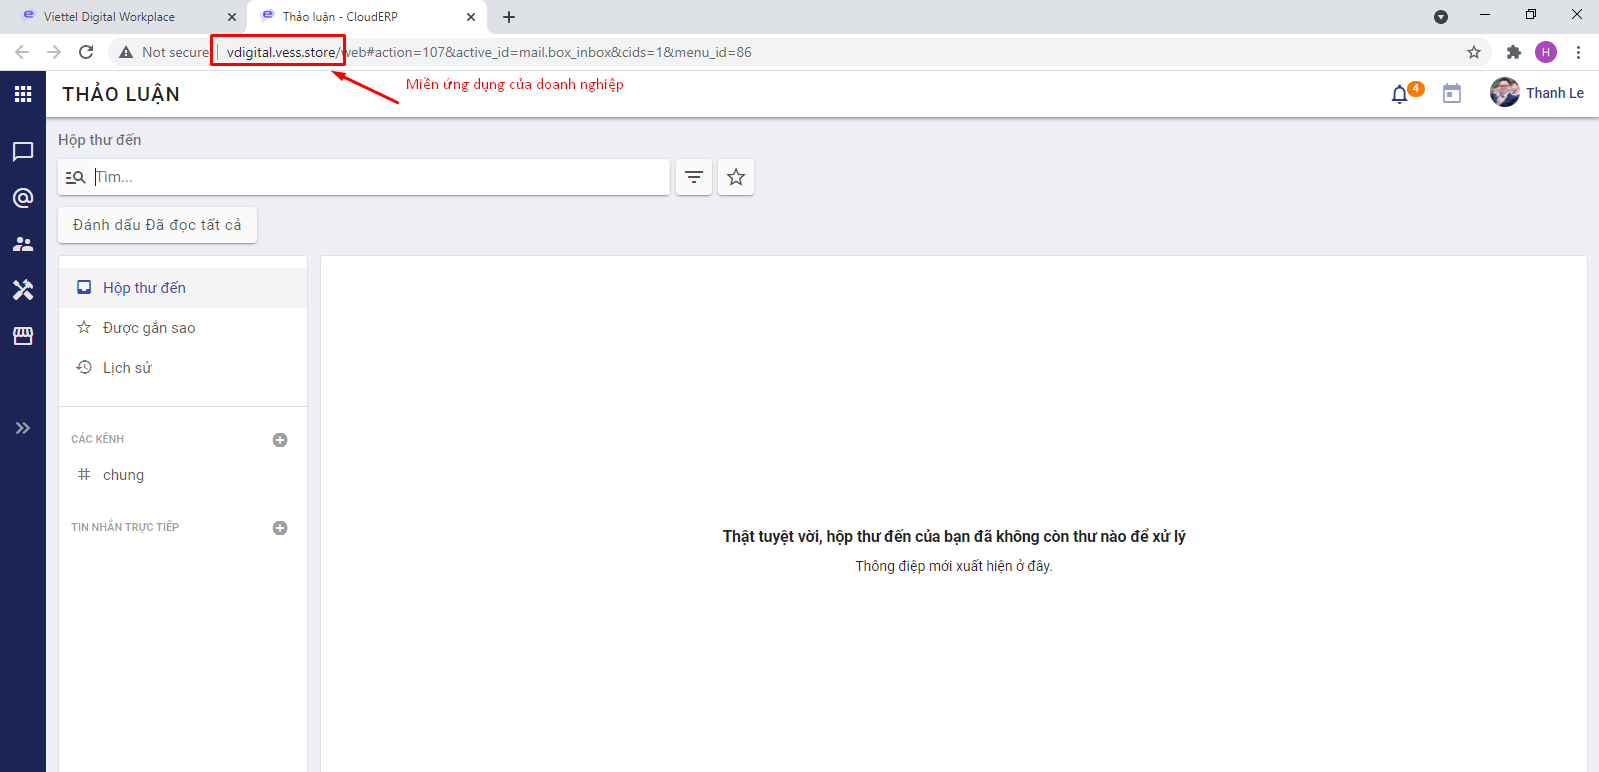 Viettel Digital Workplace
Thảo luận - CloudERP
Not secure | vdigital.vess.store/web#action=107&active_id=mail.box_inbox&cids=1&menu_id=86
H
Miền ứng dụng của doanh nghiệp
THẢO LUẬN
4
Thanh Le
Hộp thư đến
Tìm...
Đánh dấu Đã đọc tất cả
Hộp thư đến
Được gắn sao
Lịch sử
CÁC KÊNH
# chung
TIN NHẮN TRỰC TIẾP
Thật tuyệt vời, hộp thư đến của bạn đã không còn thư nào để xử lý
Thông điệp mới xuất hiện ở đây.